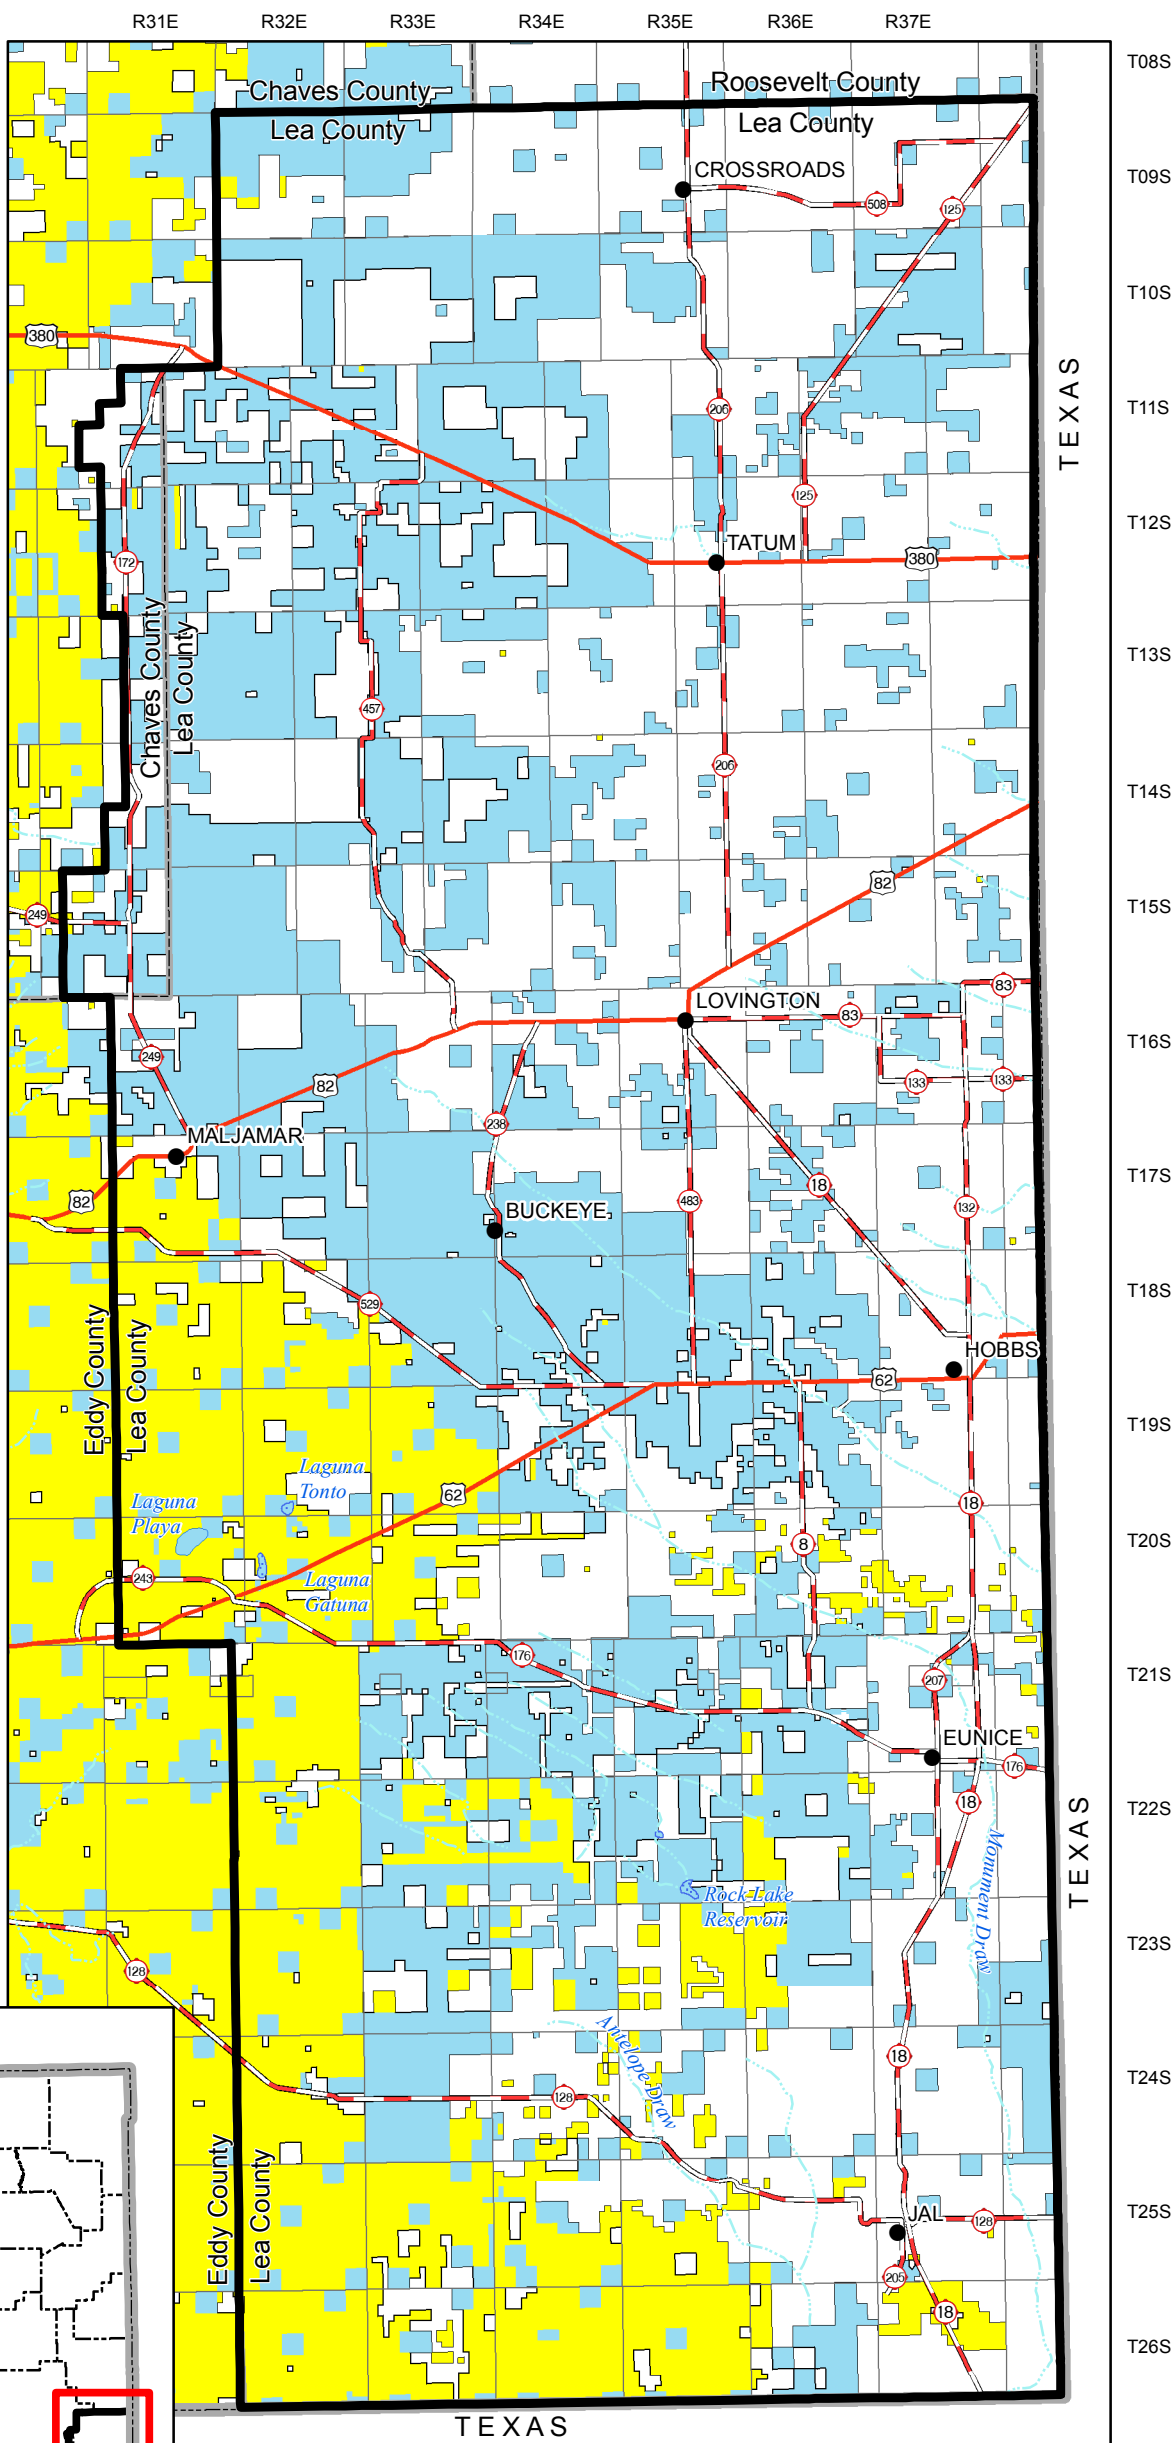 R31E R32E R33E R34E R35E R36E R37E
T08S
Chaves County
Roosevelt County
Lea County
Lea County
CROSSROADS
T09S
508
125
T10S
380
TEXAS
206
T11S
125
T12S
TATUM
380
172
Chaves County
Lea County
T13S
457
206
T14S
82
249
T15S
83
LOVINGTON
83
T16S
249
82
133
133
238
MALJAMAR
T17S
82
18
483
132
BUCKEYE
T18S
529
Eddy County
Lea County
HOBBS
62
T19S
Laguna
Tonto
62
Laguna
Playa
18
T20S
8
243
Laguna
Gatuna
176
T21S
207
EUNICE
176
18
T22S
TEXAS
Monument Draw
Rock Lake
Reservoir
T23S
128
Antelope Draw
18
T24S
128
Eddy County
Lea County
T25S
JAL
128
205
18
T26S
TEXAS